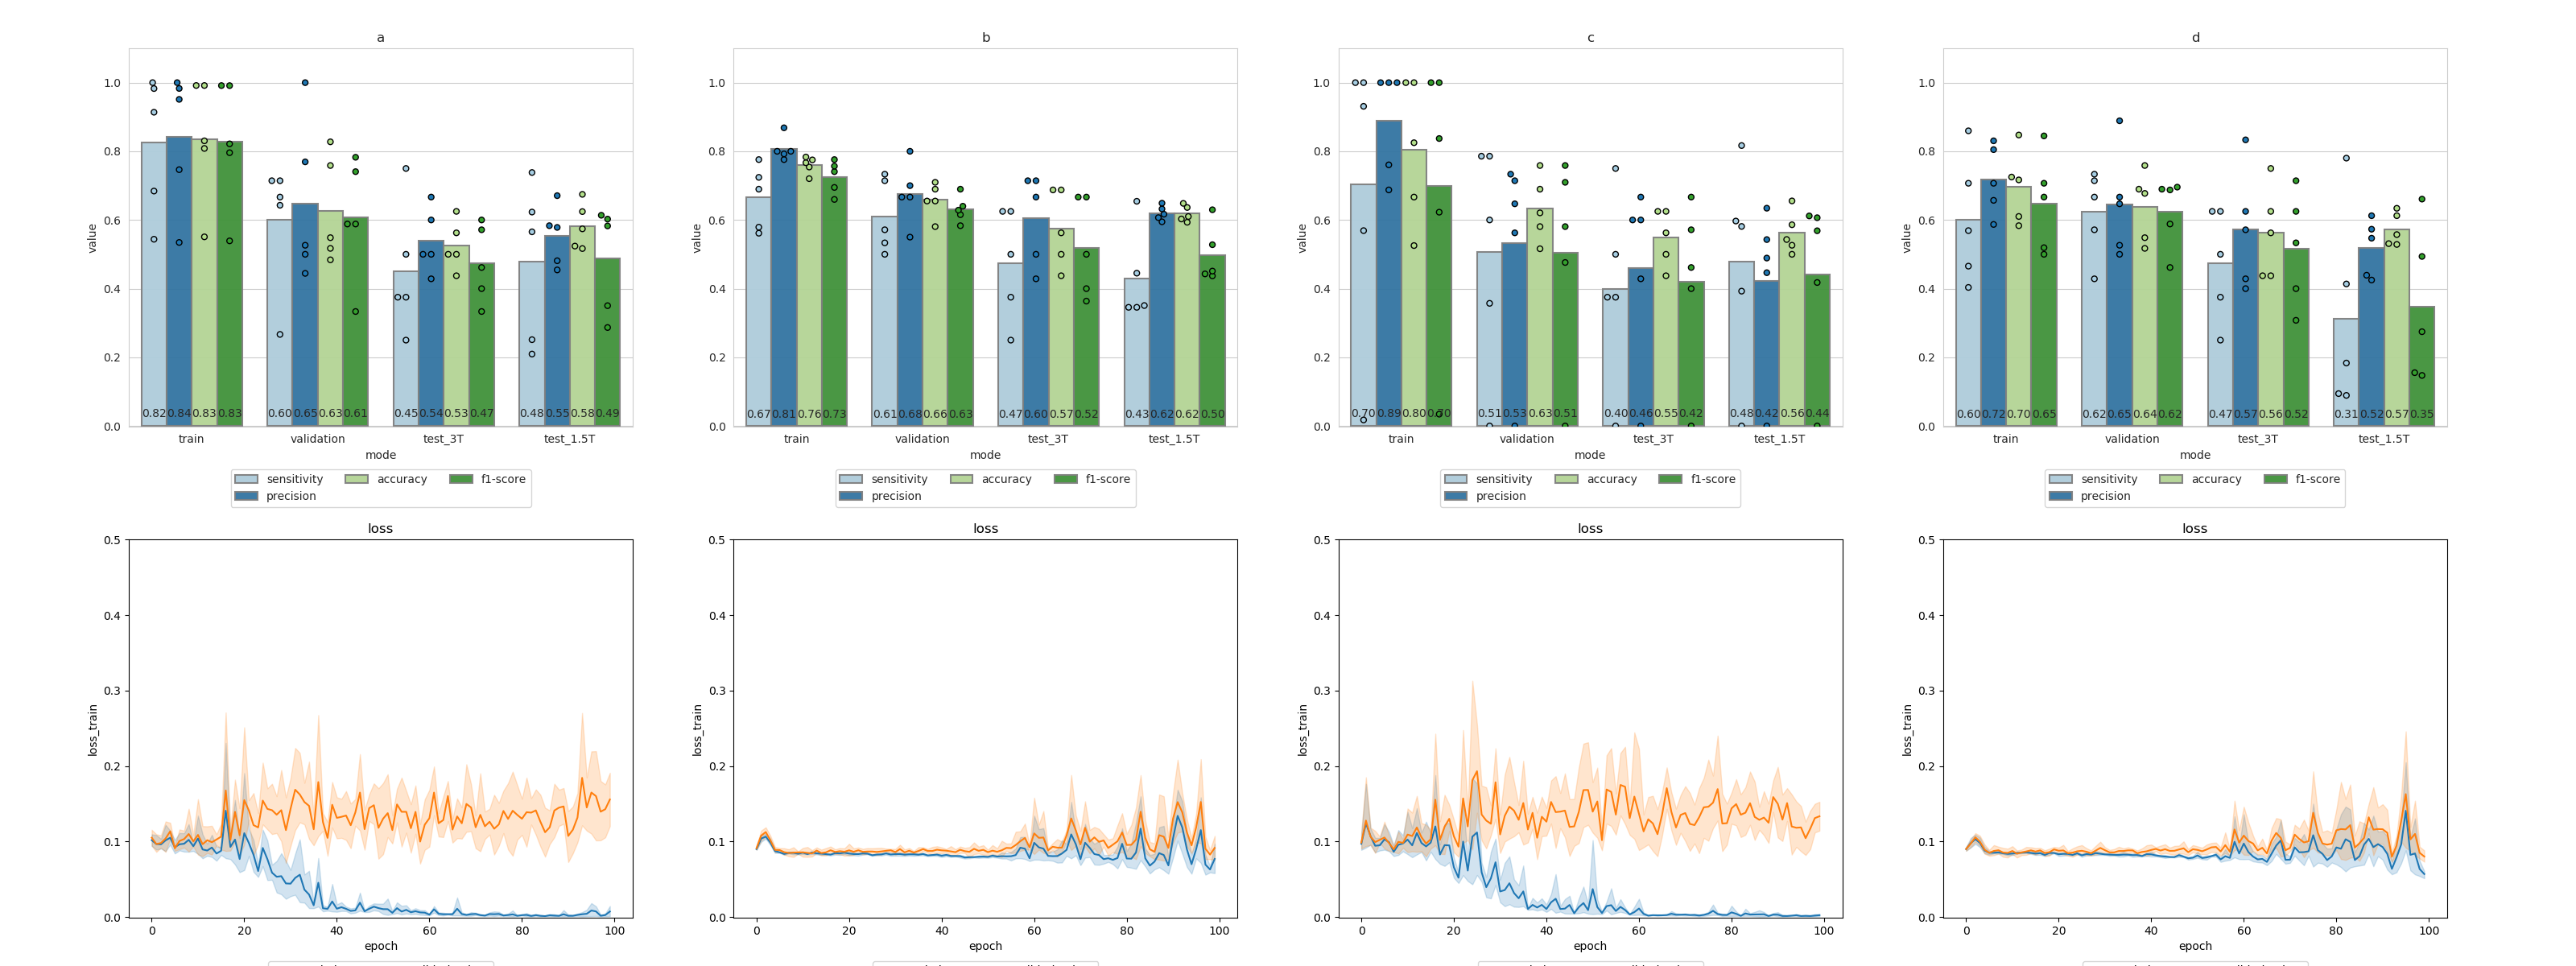 a b c d
1.0 1.0 1.0 1.0
0.8 0.8 0.8 0.8
0.6 0.6 0.6 0.6
value value value value
0.4 0.4 0.4 0.4
0.2 0.2 0.2 0.2
0.82 0.84 0.83 0.83 0.60 0.65 0.63 0.61 0.45 0.54 0.53 0.47 0.48 0.55 0.58 0.49 0.67 0.81 0.76 0.73 0.61 0.68 0.66 0.63 0.47 0.60 0.57 0.52 0.43 0.62 0.62 0.50 0.70 0.89 0.80 0.70 0.51 0.53 0.63 0.51 0.40 0.46 0.55 0.42 0.48 0.42 0.56 0.44 0.60 0.72 0.70 0.65 0.62 0.65 0.64 0.62 0.47 0.57 0.56 0.52 0.31 0.52 0.57 0.35
0.0 0.0 0.0 0.0
train validation test_3T test_1.5T train validation test_3T test_1.5T train validation test_3T test_1.5T train validation test_3T test_1.5T
mode mode mode mode
sensitivity accuracy f1-score sensitivity accuracy f1-score sensitivity accuracy f1-score sensitivity accuracy f1-score
precision precision precision precision
loss loss loss loss
0.5 0.5 0.5 0.5
0.4 0.4 0.4 0.4
0.3 0.3 0.3 0.3
loss_train loss_train loss_train loss_train
0.2 0.2 0.2 0.2
0.1 0.1 0.1 0.1
0.0 0.0 0.0 0.0
0 20 40 60 80 100 0 20 40 60 80 100 0 20 40 60 80 100 0 20 40 60 80 100
epoch epoch epoch epoch